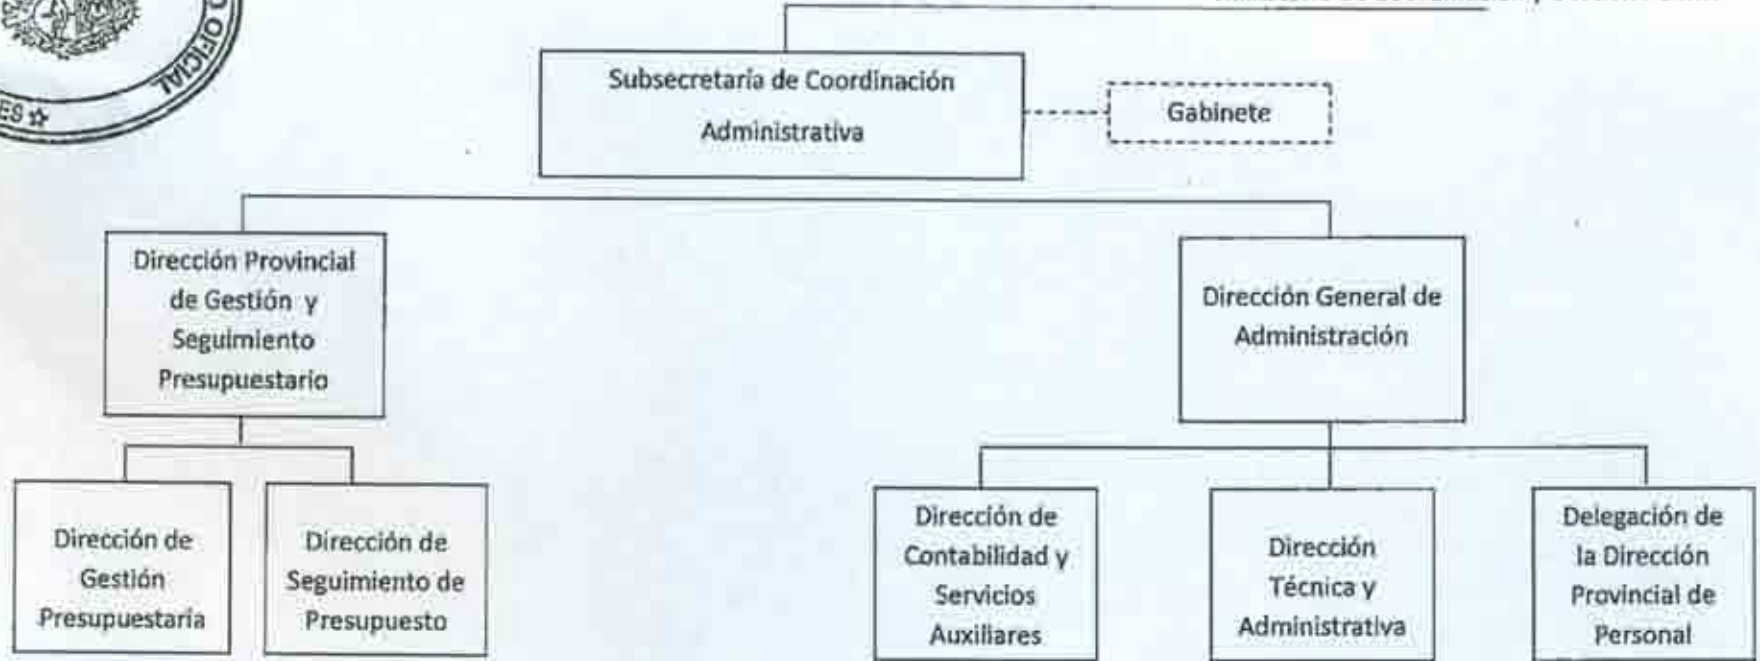 O OFICIAL
ES
Subsecretaría de Coordinación
Administrativa
Gabinete
Dirección Provincial
de Gestión y
Seguimiento
Presupuestario
Dirección General de
Administración
Dirección de
Gestión
Presupuestaria
Dirección de
Seguimiento de
Presupuesto
Dirección de
Contabilidad y
Servicios
Auxiliares
Dirección
Técnica y
Administrativa
Delegación de
la Dirección
Provincial de
Personal